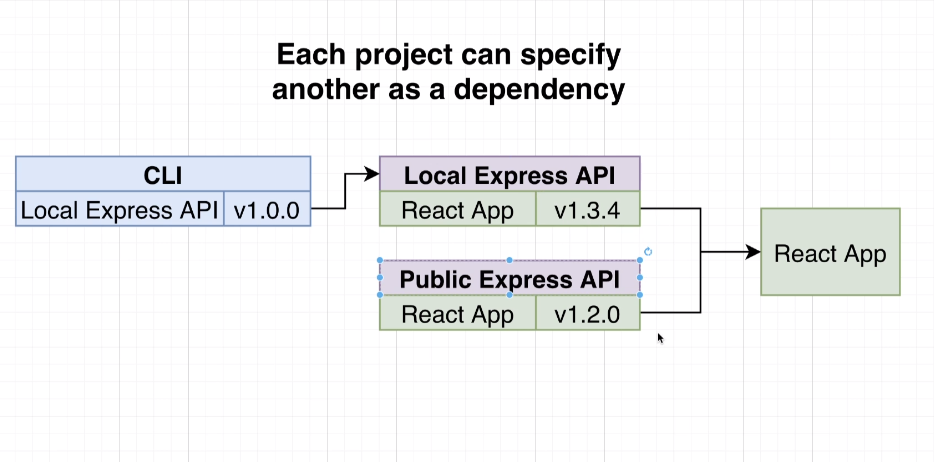 Each project can specify
another as a dependency
CLI
Local Express API v1.0.0
Local Express API
React App v1.3.4
Public Express API
React App v1.2.0
React App